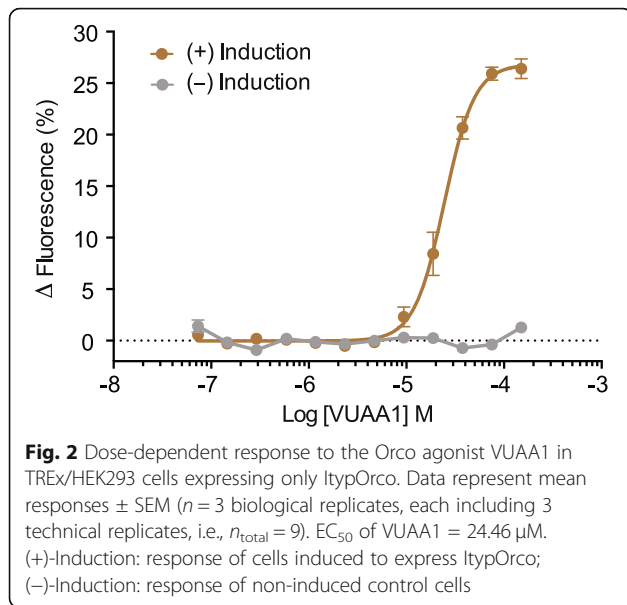 30
25
20
15
10
5
0
Δ Fluorescence (%)
(+) Induction
(–) Induction
-8 -7 -6 -5 -4 -3
Log [VUAA1] M
Fig. 2 Dose-dependent response to the Orco agonist VUAA1 in
TREx/HEK293 cells expressing only ItypOrco. Data represent mean
responses ± SEM (n = 3 biological replicates, each including 3
technical replicates, i.e., ntotal = 9). EC50 of VUAA1 = 24.46 μM.
(+)-Induction: response of cells induced to express ItypOrco;
(−)-Induction: response of non-induced control cells